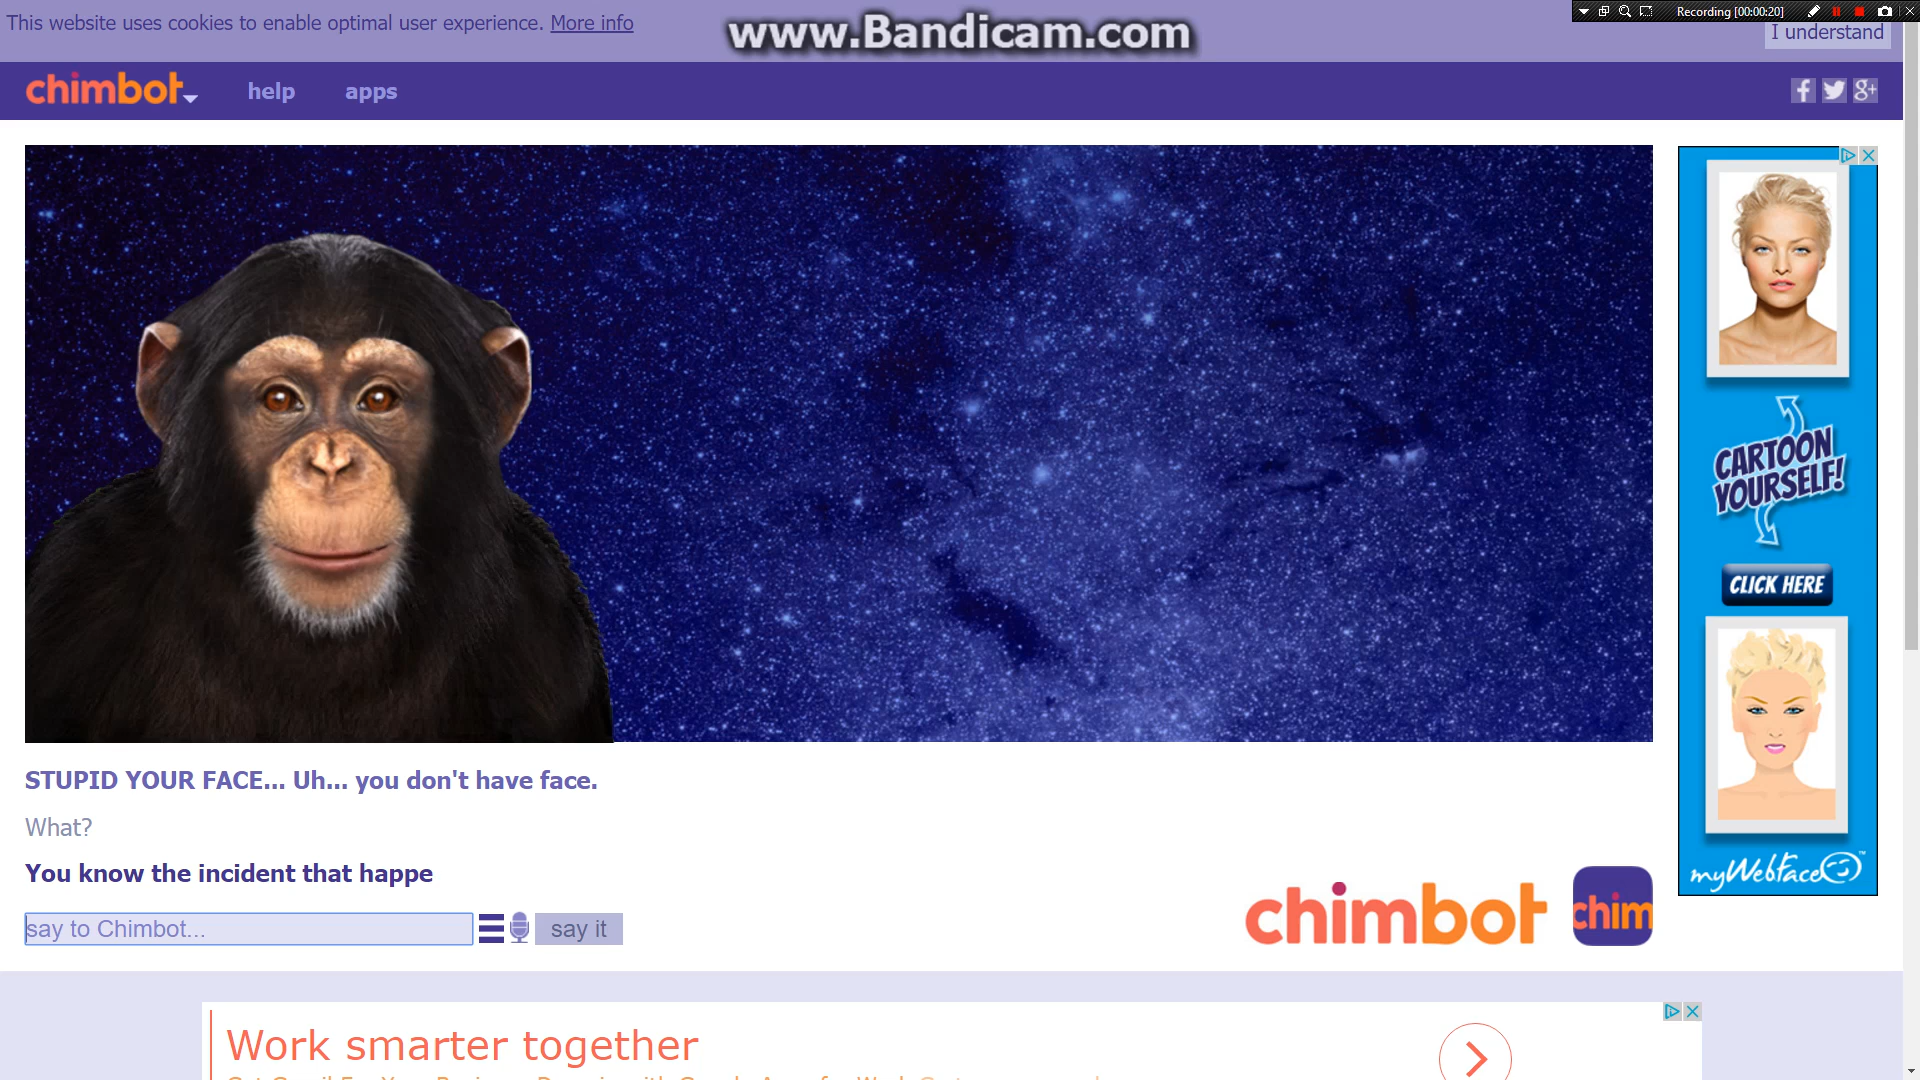 This website uses cookies to enable optimal user experience. More info
www.Bandicam.com
Recording [00:00:20]
I understand
chimbot
help
apps
g+
CARTOON
YOURSELF!
CLICK HERE
myWebFace
STUPID YOUR FACE... Uh... you don't have face.
What?
You know the incident that happe
say to Chimbot...
say it
chimbot
chim
Work smarter together